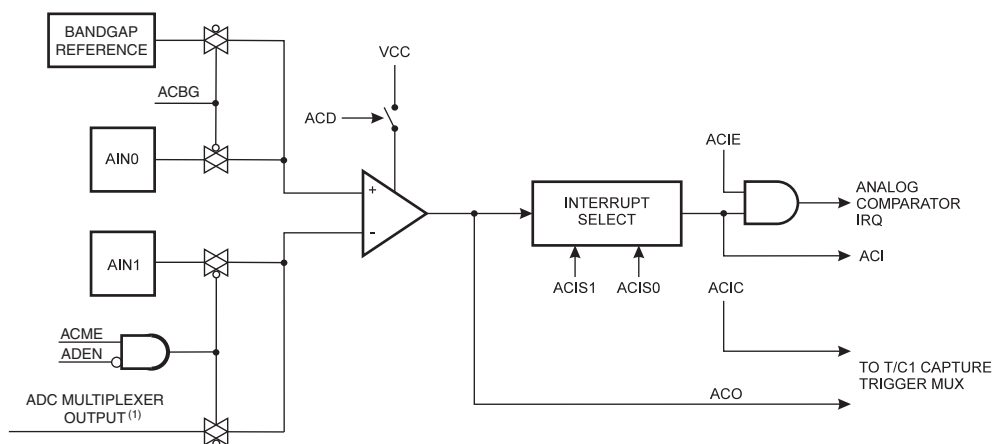 BANDGAP
REFERENCE
ACBG
AIN0
VCC
ACD
+
-
AIN1
ACME
ADEN
ADC MULTIPLEXER
OUTPUT (1)
INTERRUPT
SELECT
ACIS1
ACIS0
ACIE
ANALOG
COMPARATOR
IRQ
ACI
ACIC
TO T/C1 CAPTURE
TRIGGER MUX
ACO